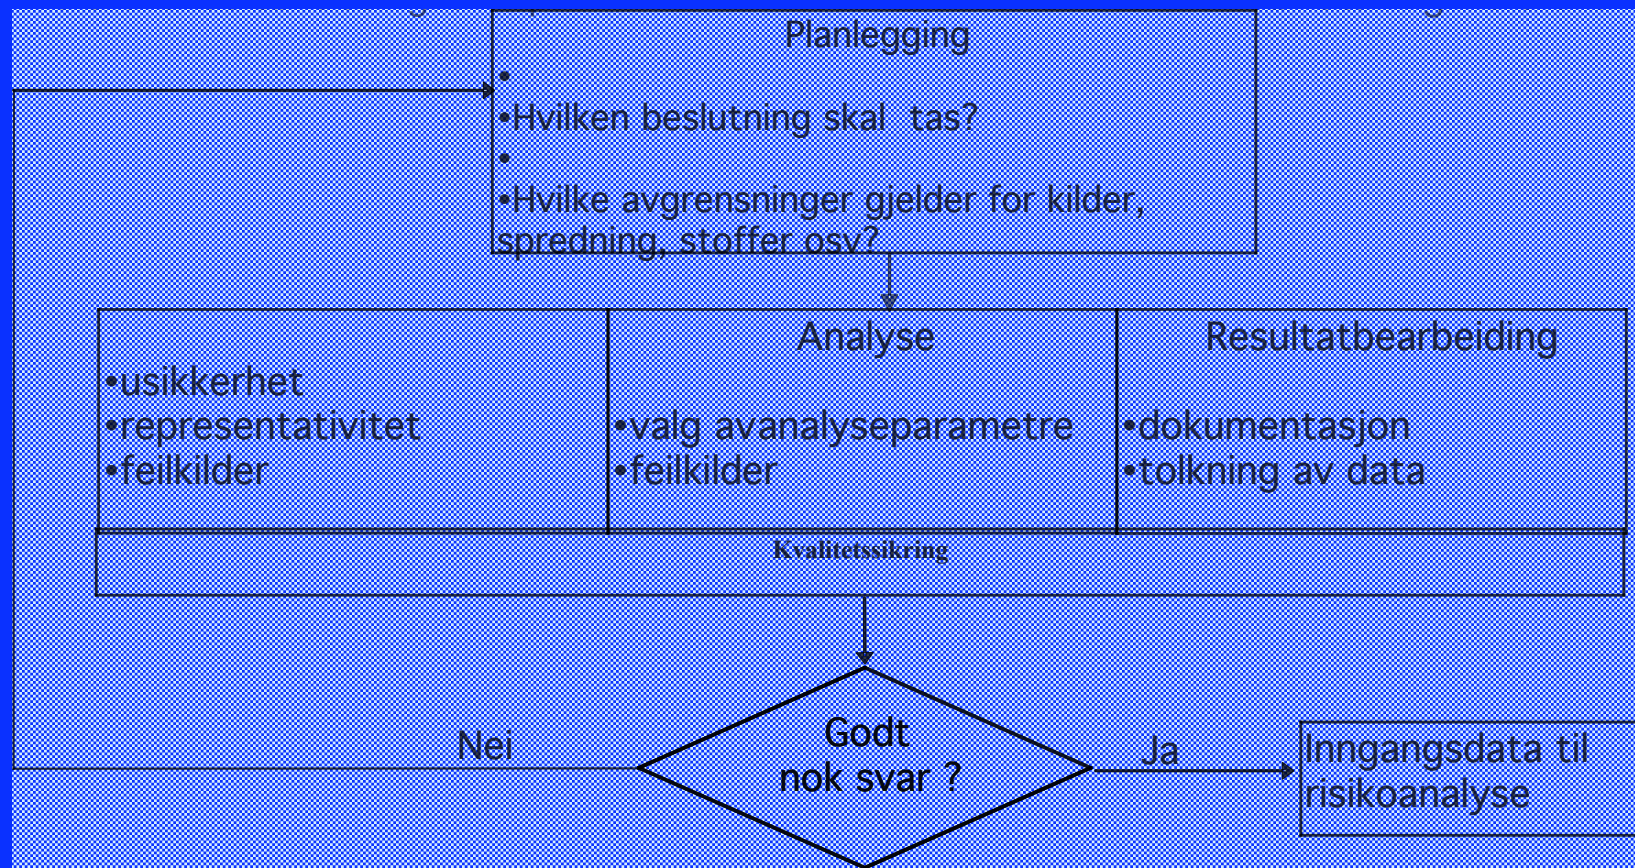 Planlegging
•
•Hvilken beslutning skal tas?
•
•Hvilke avgrensninger gjelder for kilder,
spredning, stoffer osv?
•usikkerhet
•representativitet
•feilkilder
Analyse
•valg avanalyseparametre
•feilkilder
Resultatbearbeiding
•dokumentasjon
•tolkning av data
Kvalitetssikring
Godt
nok svar ?
Nei
Ja
Inngangsdata til
risikoanalyse